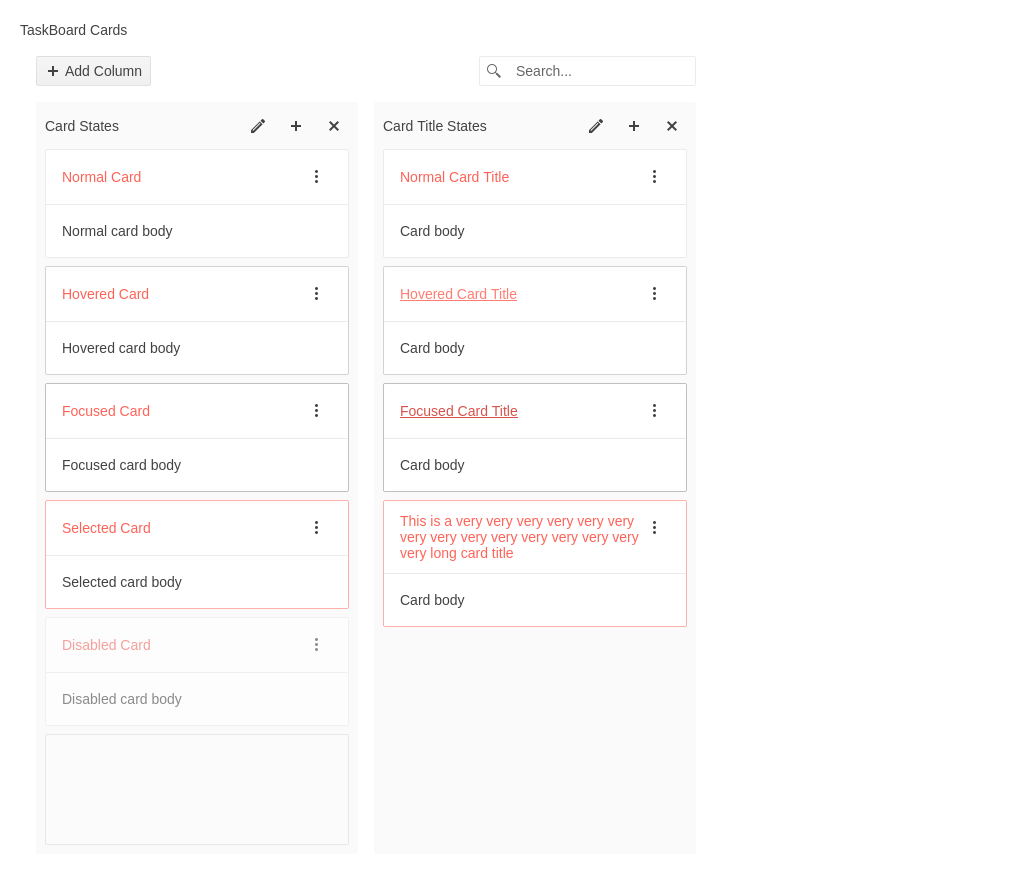 TaskBoard Cards
Add Column
Search...
Card States
Normal Card
Normal card body
Hovered Card
Hovered card body
Focused Card
Focused card body
Selected Card
Selected card body
Disabled Card
Disabled card body
Card Title States
Normal Card Title
Card body
Hovered Card Title
Card body
Focused Card Title
Card body
This is a very very very very very very
very very very very very very very very
very long card title
Card body